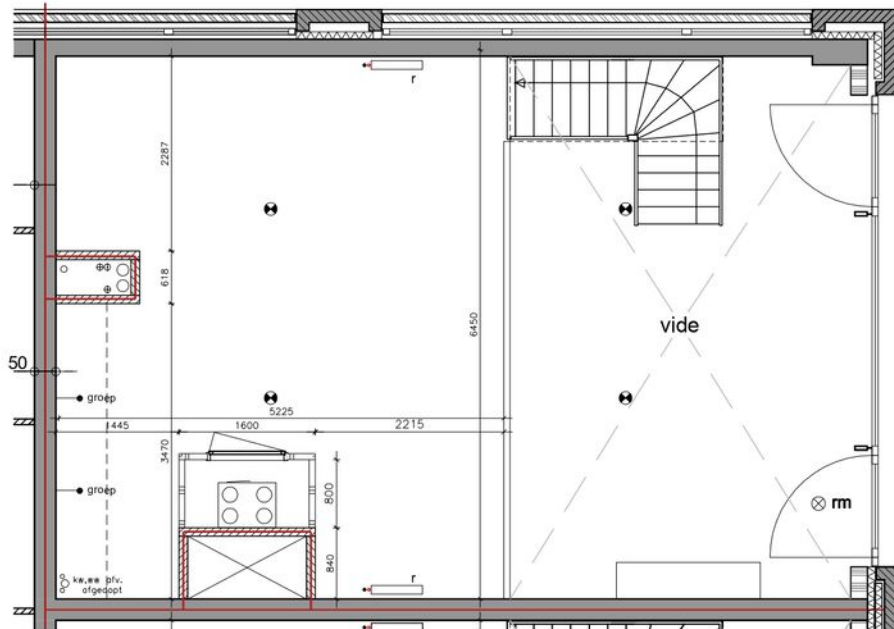 r
2287
618
6450
vide
50
groep
5225
1445
1600
2215
3470
800
groep
rm
840
kw,ww afv.
afgedopt
r